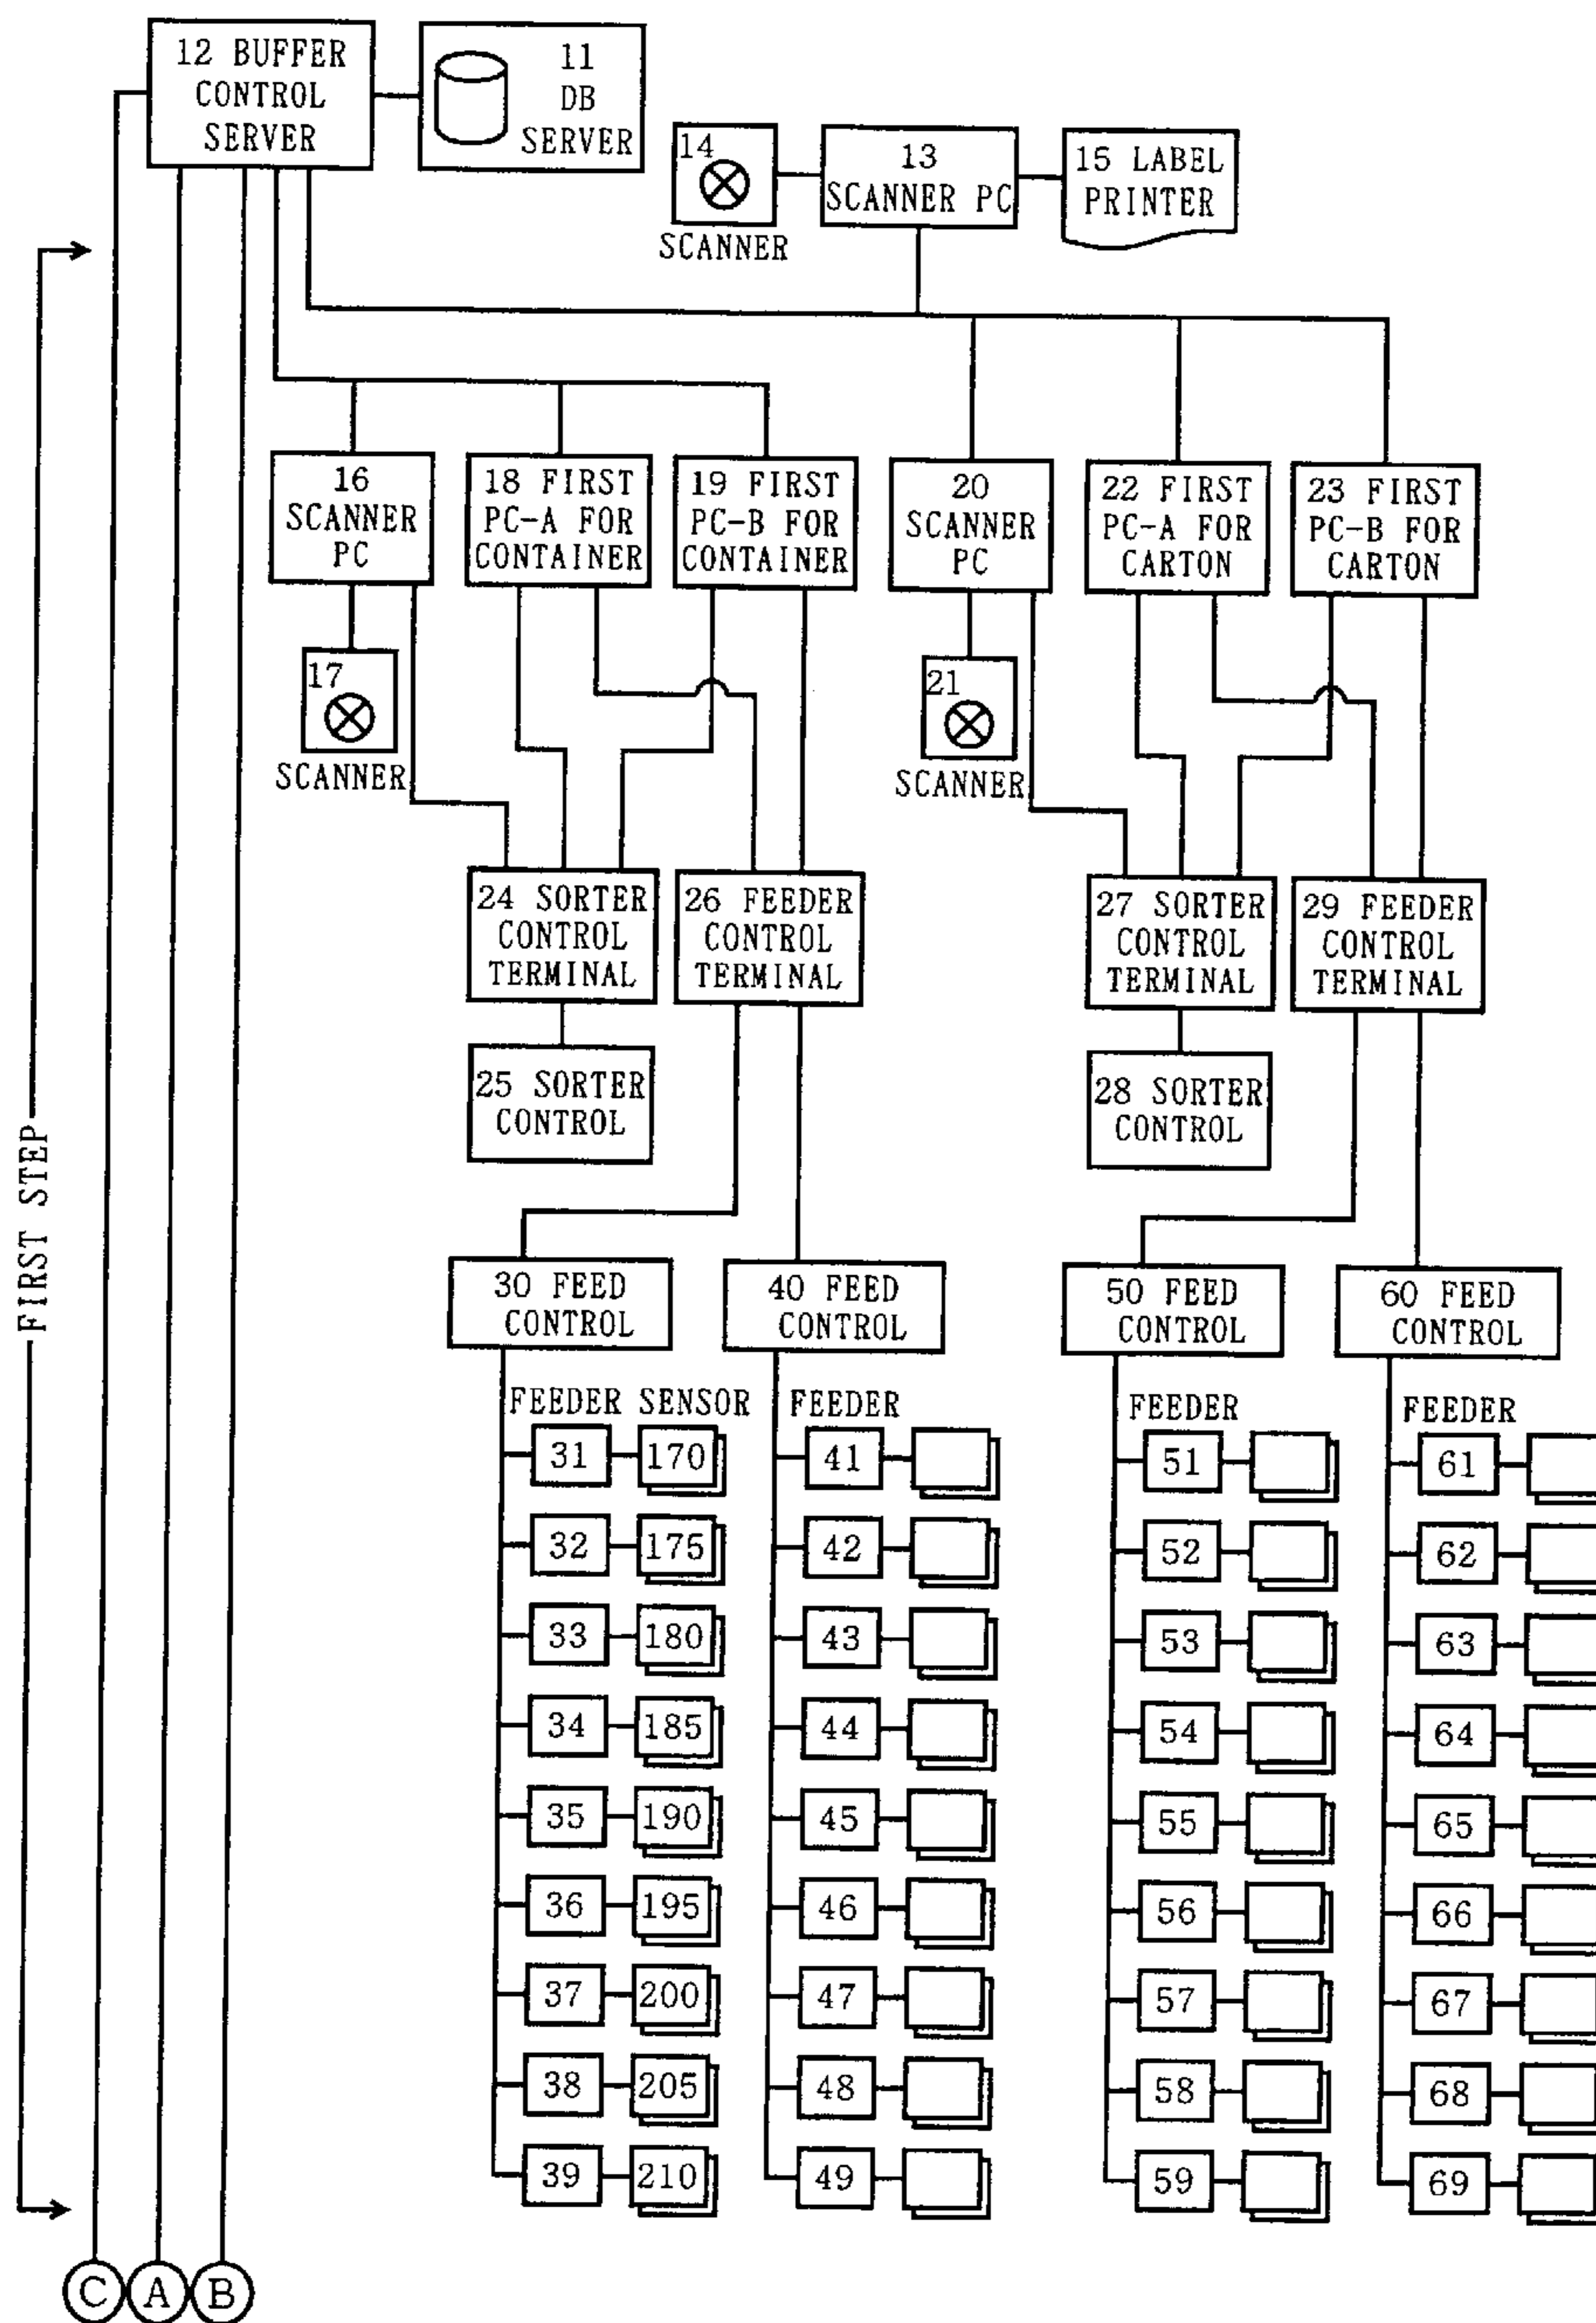 12 BUFFER
CONTROL
SERVER
11
DB
SERVER
14
SCANNER
13
SCANNER PC
15 LABEL
PRINTER
16
SCANNER
PC
18 FIRST
PC-A FOR
CONTAINER
19 FIRST
PC-B FOR
CONTAINER
20
SCANNER
PC
22 FIRST
PC-A FOR
CARTON
23 FIRST
PC-B FOR
CARTON
17
SCANNER
21
SCANNER
24 SORTER
CONTROL
TERMINAL
26 FEEDER
CONTROL
TERMINAL
27 SORTER
CONTROL
TERMINAL
29 FEEDER
CONTROL
TERMINAL
25 SORTER
CONTROL
28 SORTER
CONTROL
FIRST STEP
30 FEED
CONTROL
40 FEED
CONTROL
50 FEED
CONTROL
60 FEED
CONTROL
FEEDER SENSOR FEEDER FEEDER FEEDER
31 170 41 51 61
32 175 42 52 62
33 180 43 53 63
34 185 44 54 64
35 190 45 55 65
36 195 46 56 66
37 200 47 57 67
38 205 48 58 68
39 210 49 59 69
C A B